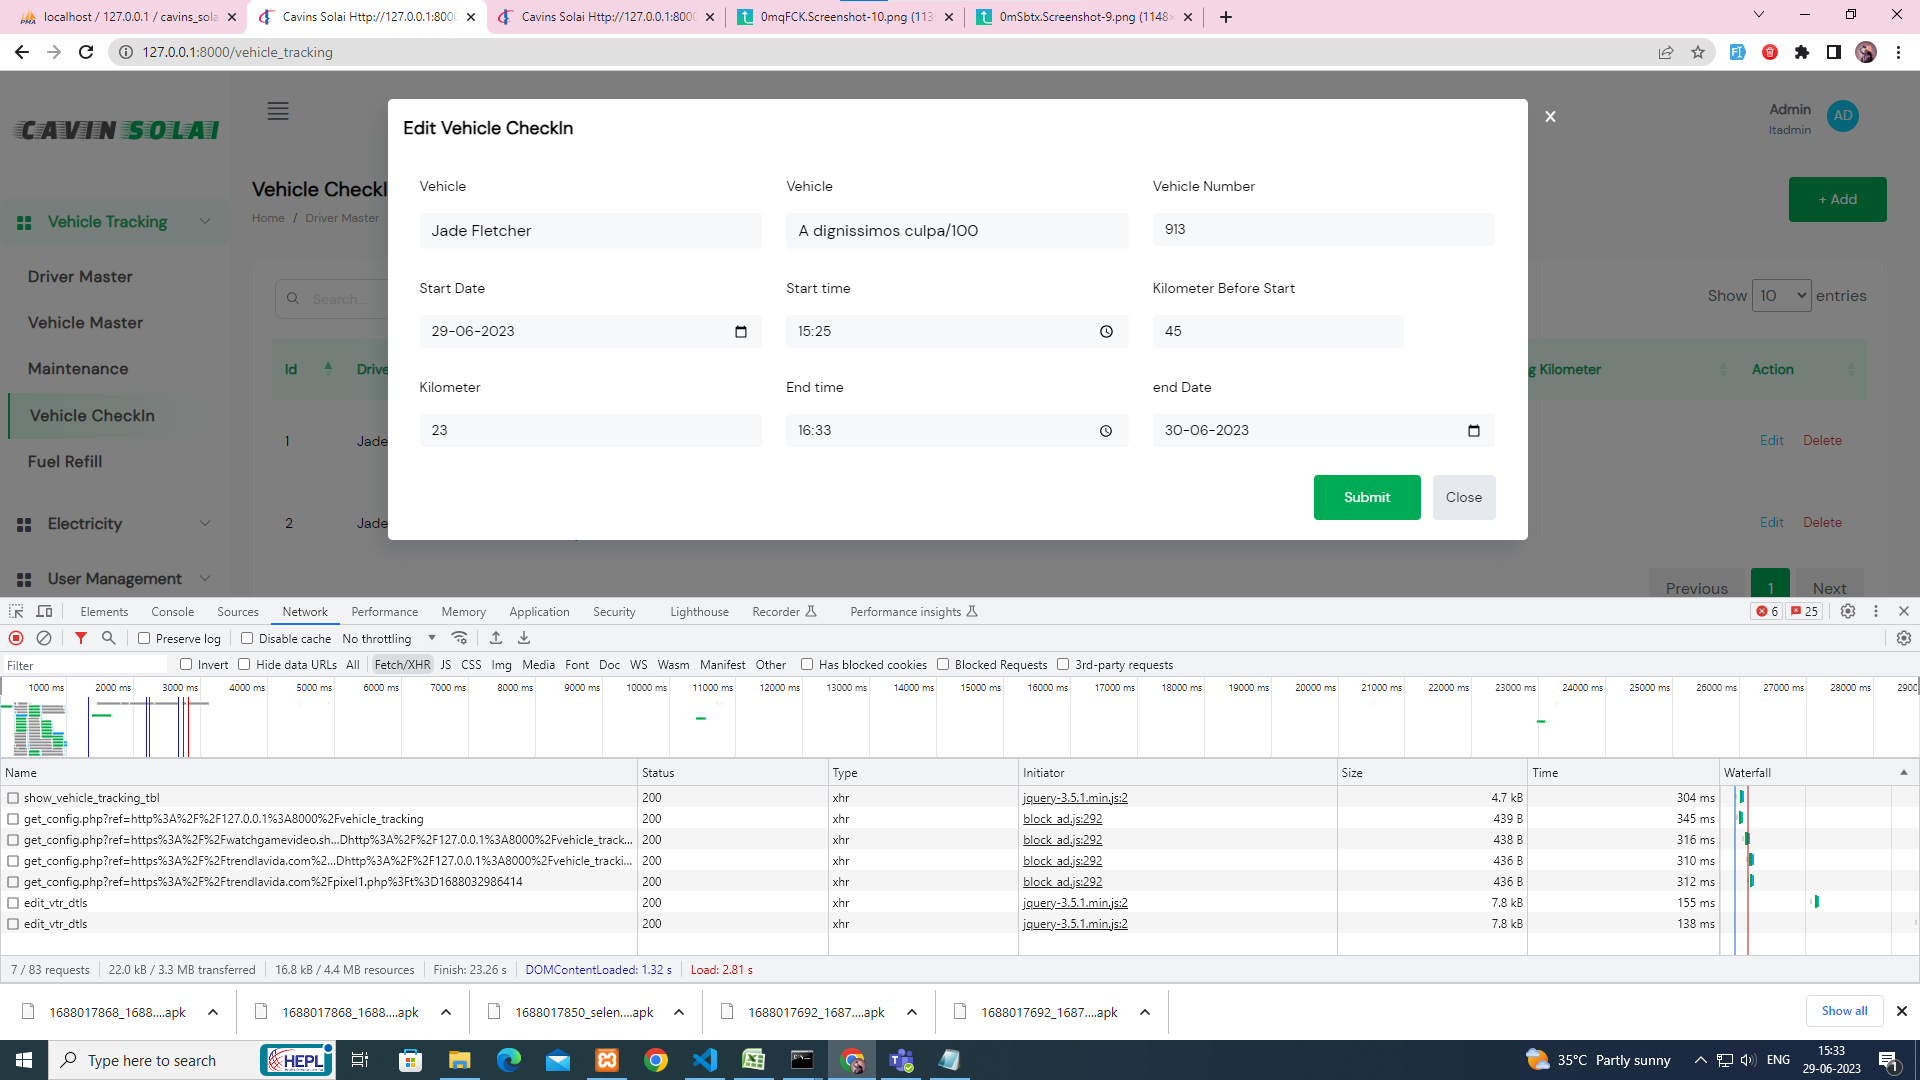 localhost / 127.0.0.1 / cavins_sola
Cavins Solai Http://127.0.0.1:8000
Cavins Solai Http://127.0.0.1:8000
0mqFCK.Screenshot-10.png (113
0mSbtx.Screenshot-9.png (1148
127.0.0.1:8000/vehicle_tracking
CAVIN SOLAI
Edit Vehicle CheckIn
x
Admin
Itadmin
AD
Vehicle CheckI
Home / Driver Master
+ Add
Vehicle Tracking
Driver Master
Vehicle Master
Maintenance
Vehicle CheckIn
Fuel Refill
Electricity
User Management
Vehicle
Vehicle
Vehicle Number
Jade Fletcher
A dignissimos culpa/100
913
Start Date
Start time
Kilometer Before Start
29-06-2023
15:25
45
Kilometer
End time
end Date
23
16:33
30-06-2023
Submit
Close
Search...
Show 10 entries
Id
Drive
g Kilometer
Action
1
Jade
Edit
Delete
2
Jade
Edit
Delete
Previous
1
Next
Elements
Console
Sources
Network
Performance
Memory
Application
Security
Lighthouse
Recorder
Performance insights
6
25
Preserve log
Disable cache
No throttling
Filter
Invert
Hide data URLs
All
Fetch/XHR
JS
CSS
Img
Media
Font
Doc
WS
Wasm
Manifest
Other
Has blocked cookies
Blocked Requests
3rd-party requests
1000 ms
2000 ms
3000 ms
4000 ms
5000 ms
6000 ms
7000 ms
8000 ms
9000 ms
10000 ms
11000 ms
12000 ms
13000 ms
14000 ms
15000 ms
16000 ms
17000 ms
18000 ms
19000 ms
20000 ms
21000 ms
22000 ms
23000 ms
24000 ms
25000 ms
26000 ms
27000 ms
28000 ms
2900
Name
Status
Type
Initiator
Size
Time
Waterfall
show_vehicle_tracking_tbl 200 xhr jquery-3.5.1.min.js:2 4.7 kB 304 ms
get_config.php?ref=http%3A%2F%2F127.0.0.1%3A8000%2Fvehicle_tracking 200 xhr block_ad.js:292 439 B 345 ms
get_config.php?ref=https%3A%2F%2Fwatchgamevideo.sh...Dhttp%3A%2F%2F127.0.0.1%3A8000%2Fvehicle_track... 200 xhr block_ad.js:292 438 B 316 ms
get_config.php?ref=https%3A%2F%2Ftrendlavida.com%2...Dhttp%3A%2F%2F127.0.0.1%3A8000%2Fvehicle_tracki... 200 xhr block_ad.js:292 436 B 310 ms
get_config.php?ref=https%3A%2F%2Ftrendlavida.com%2Fpixel1.php%3Ft%3D1688032986414 200 xhr block_ad.js:292 436 B 312 ms
edit_vtr_dtls 200 xhr jquery-3.5.1.min.js:2 7.8 kB 155 ms
edit_vtr_dtls 200 xhr jquery-3.5.1.min.js:2 7.8 kB 138 ms
7 / 83 requests
22.0 kB / 3.3 MB transferred
16.8 kB / 4.4 MB resources
Finish: 23.26 s
DOMContentLoaded: 1.32 s
Load: 2.81 s
1688017868_1688....apk
1688017868_1688....apk
1688017850_selen....apk
1688017692_1687....apk
1688017692_1687....apk
Show all
Type here to search
HEPL
35°C Partly sunny
ENG
15:33
29-06-2023
1